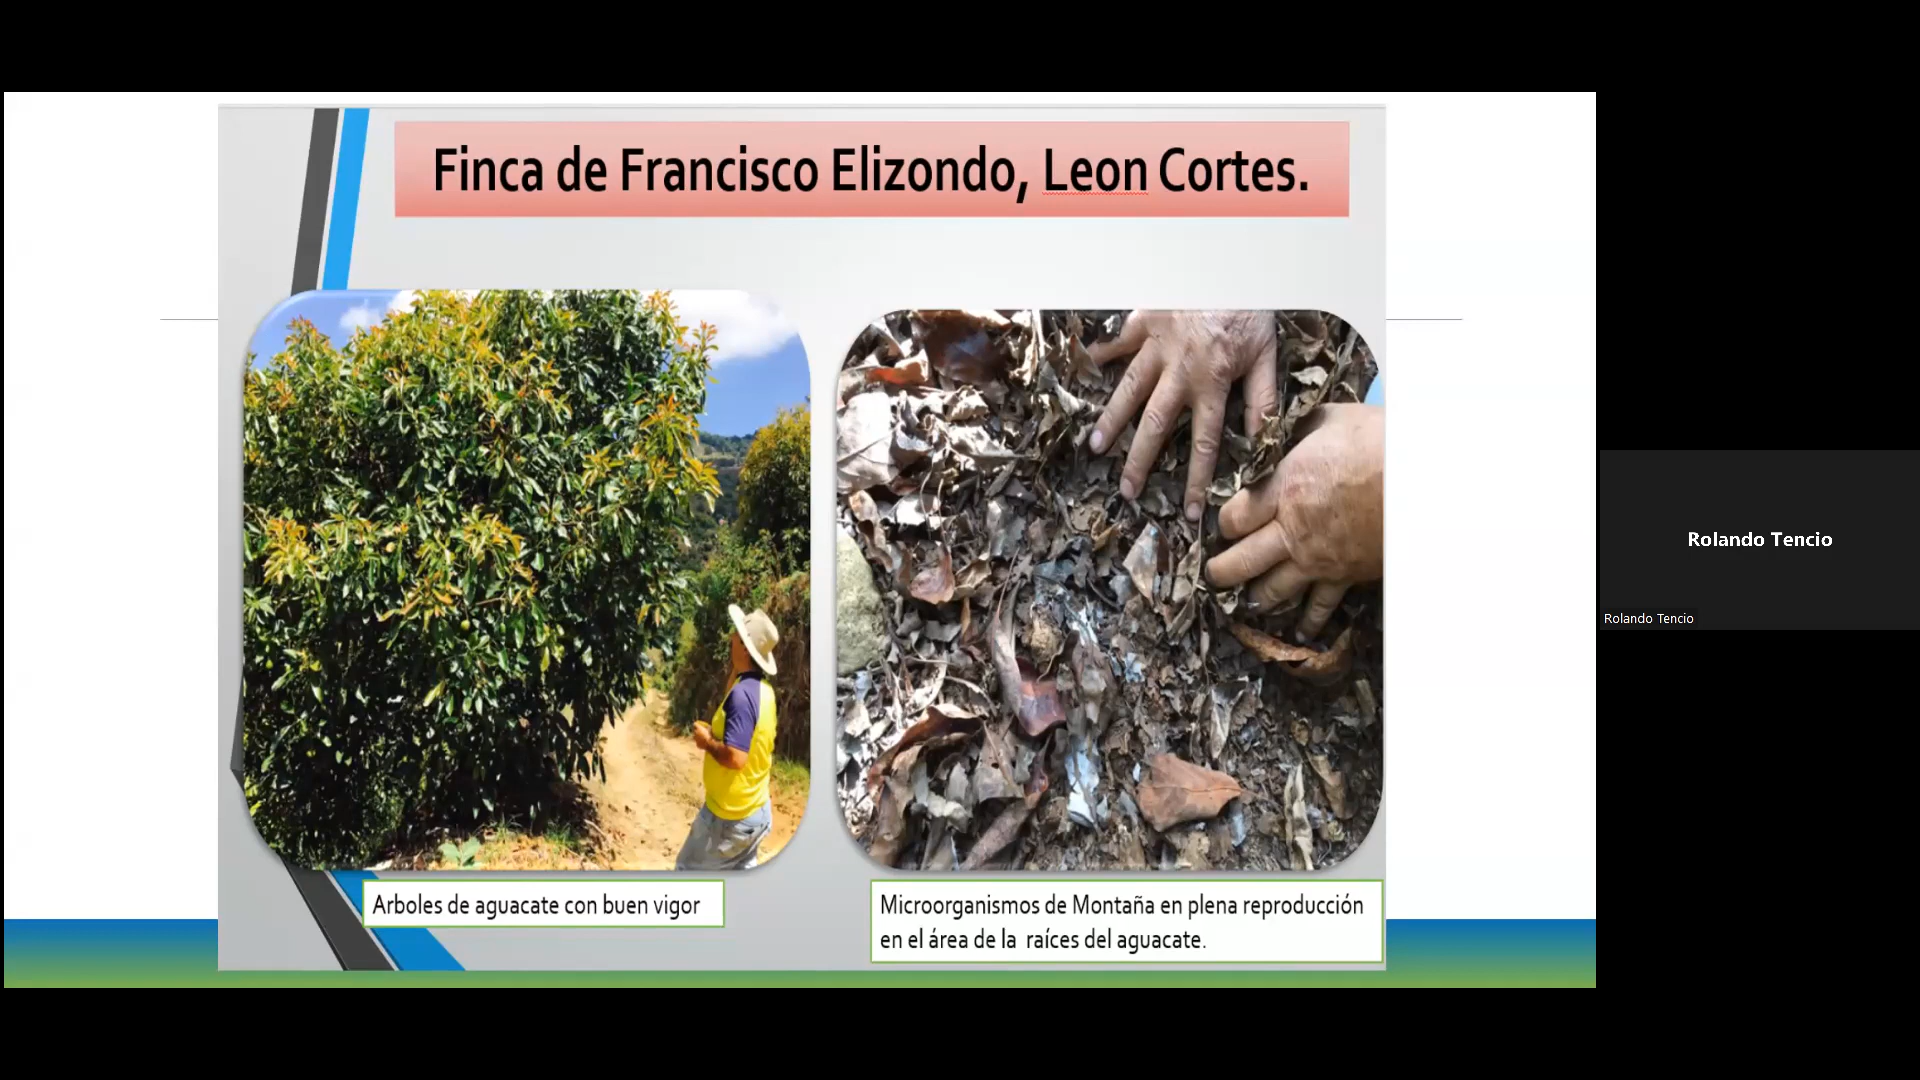 Finca de Francisco Elizondo, Leon Cortes.
Arboles de aguacate con buen vigor
Microorganismos de Montaña en plena reproducción
en el área de la raíces del aguacate.
Rolando Tencio
Rolando Tencio